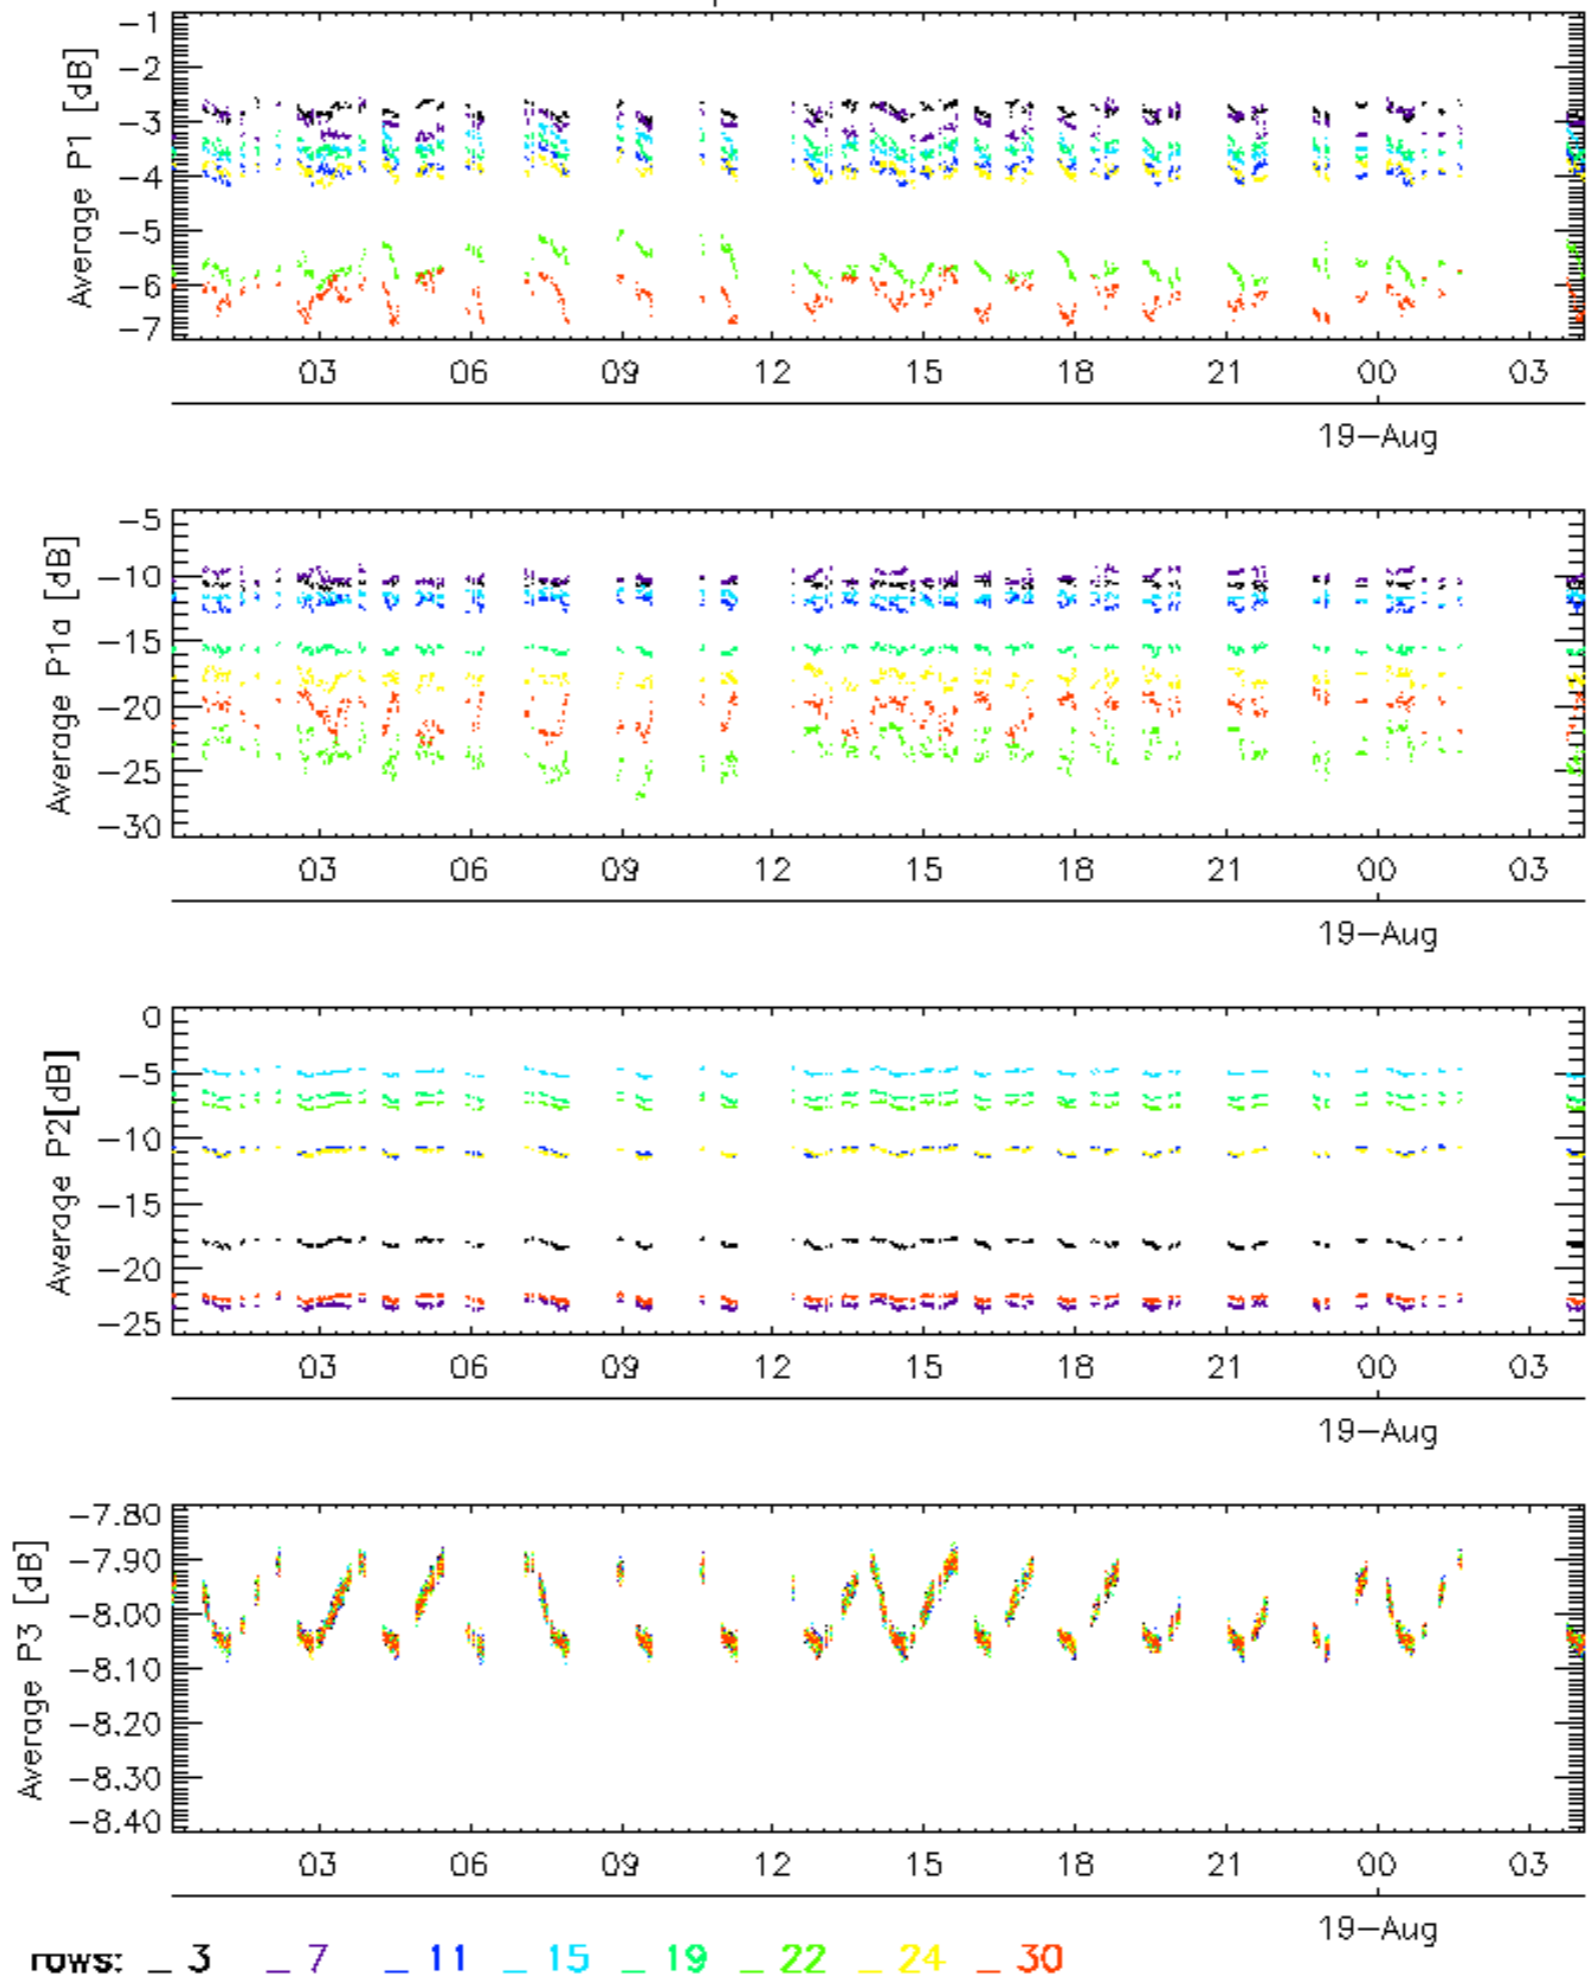 Average P1 [dB]
-1
-2
-3
-4
-5
-6
-7
03 06 09 12 15 18 21 00 03
19-Aug
Average P1a [dB]
-5
-10
-15
-20
-25
-30
03 06 09 12 15 18 21 00 03
19-Aug
Average P2[dB]
0
-5
-10
-15
-20
-25
03 06 09 12 15 18 21 00 03
19-Aug
Average P3 [dB]
-7.80
-7.90
-8.00
-8.10
-8.20
-8.30
-8.40
03 06 09 12 15 18 21 00 03
19-Aug
rows: _ 3 _ 7 _ 11 _ 15 _ 19 _ 22 _ 24 _ 30